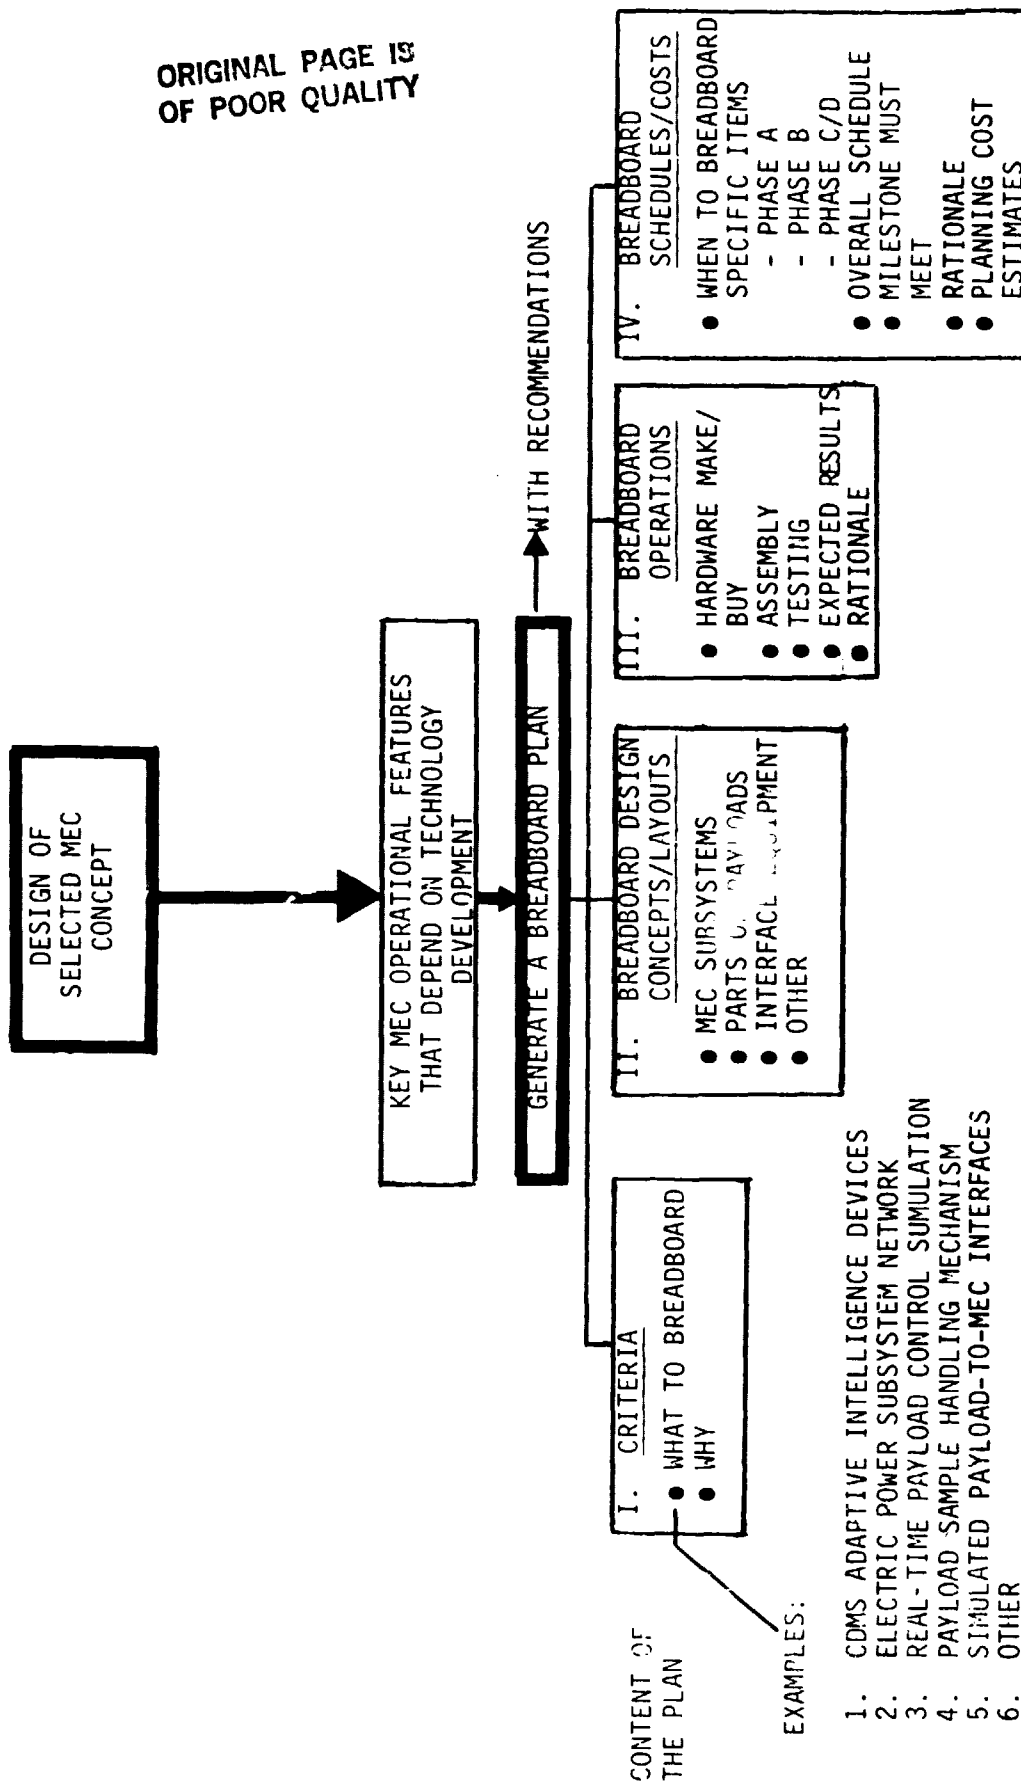 ORIGINAL PAGE IS
OF POOR QUALITY
DESIGN OF
SELECTED MEC
CONCEPT
KEY MEC OPERATIONAL FEATURES
THAT DEPEND ON TECHNOLOGY
DEVELOPMENT
GENERATE A BREADBOARD PLAN
WITH RECOMMENDATIONS
CONTENT OF
THE PLAN
I. CRITERIA
● WHAT TO BREADBOARD
● WHY
EXAMPLES:
1. CDMS ADAPTIVE INTELLIGENCE DEVICES
2. ELECTRIC POWER SUBSYSTEM NETWORK
3. REAL-TIME PAYLOAD CONTROL SUMULATION
4. PAYLOAD SAMPLE HANDLING MECHANISM
5. SIMULATED PAYLOAD-TO-MEC INTERFACES
6. OTHER
II. BREADBOARD DESIGN
CONCEPTS/LAYOUTS
● MEC SUBSYSTEMS
● PARTS OF PAYLOADS
● INTERFACE EQUIPMENT
● OTHER
III. BREADBOARD
OPERATIONS
● HARDWARE MAKE/
BUY
● ASSEMBLY
● TESTING
● EXPECTED RESULTS
● RATIONALE
IV. BREADBOARD
SCHEDULES/COSTS
● WHEN TO BREADBOARD
SPECIFIC ITEMS
- PHASE A
- PHASE B
- PHASE C/D
● OVERALL SCHEDULE
● MILESTONE MUST
MEET
● RATIONALE
● PLANNING COST
ESTIMATES